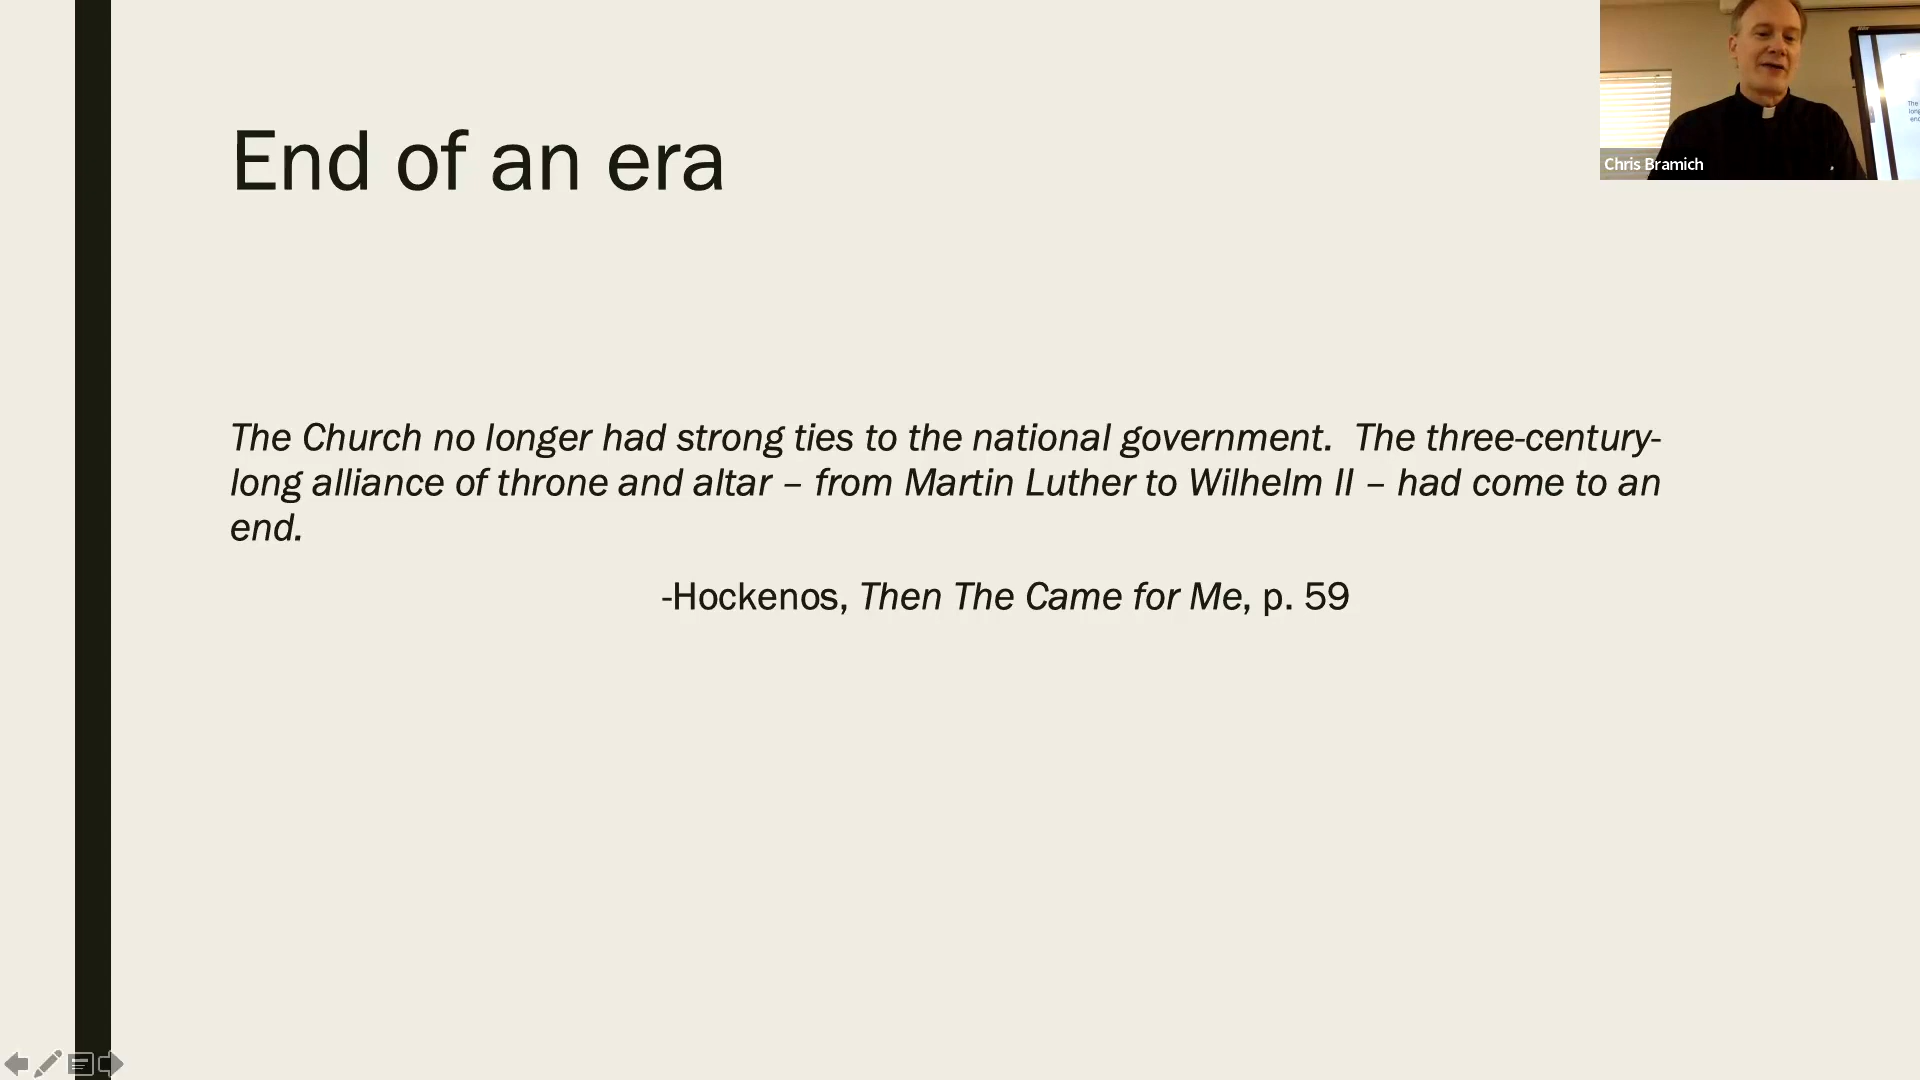 End of an era
The Church no longer had strong ties to the national government.  The three-century-
long alliance of throne and altar – from Martin Luther to Wilhelm II – had come to an
end.
-Hockenos, Then The Came for Me, p. 59
Chris Bramich